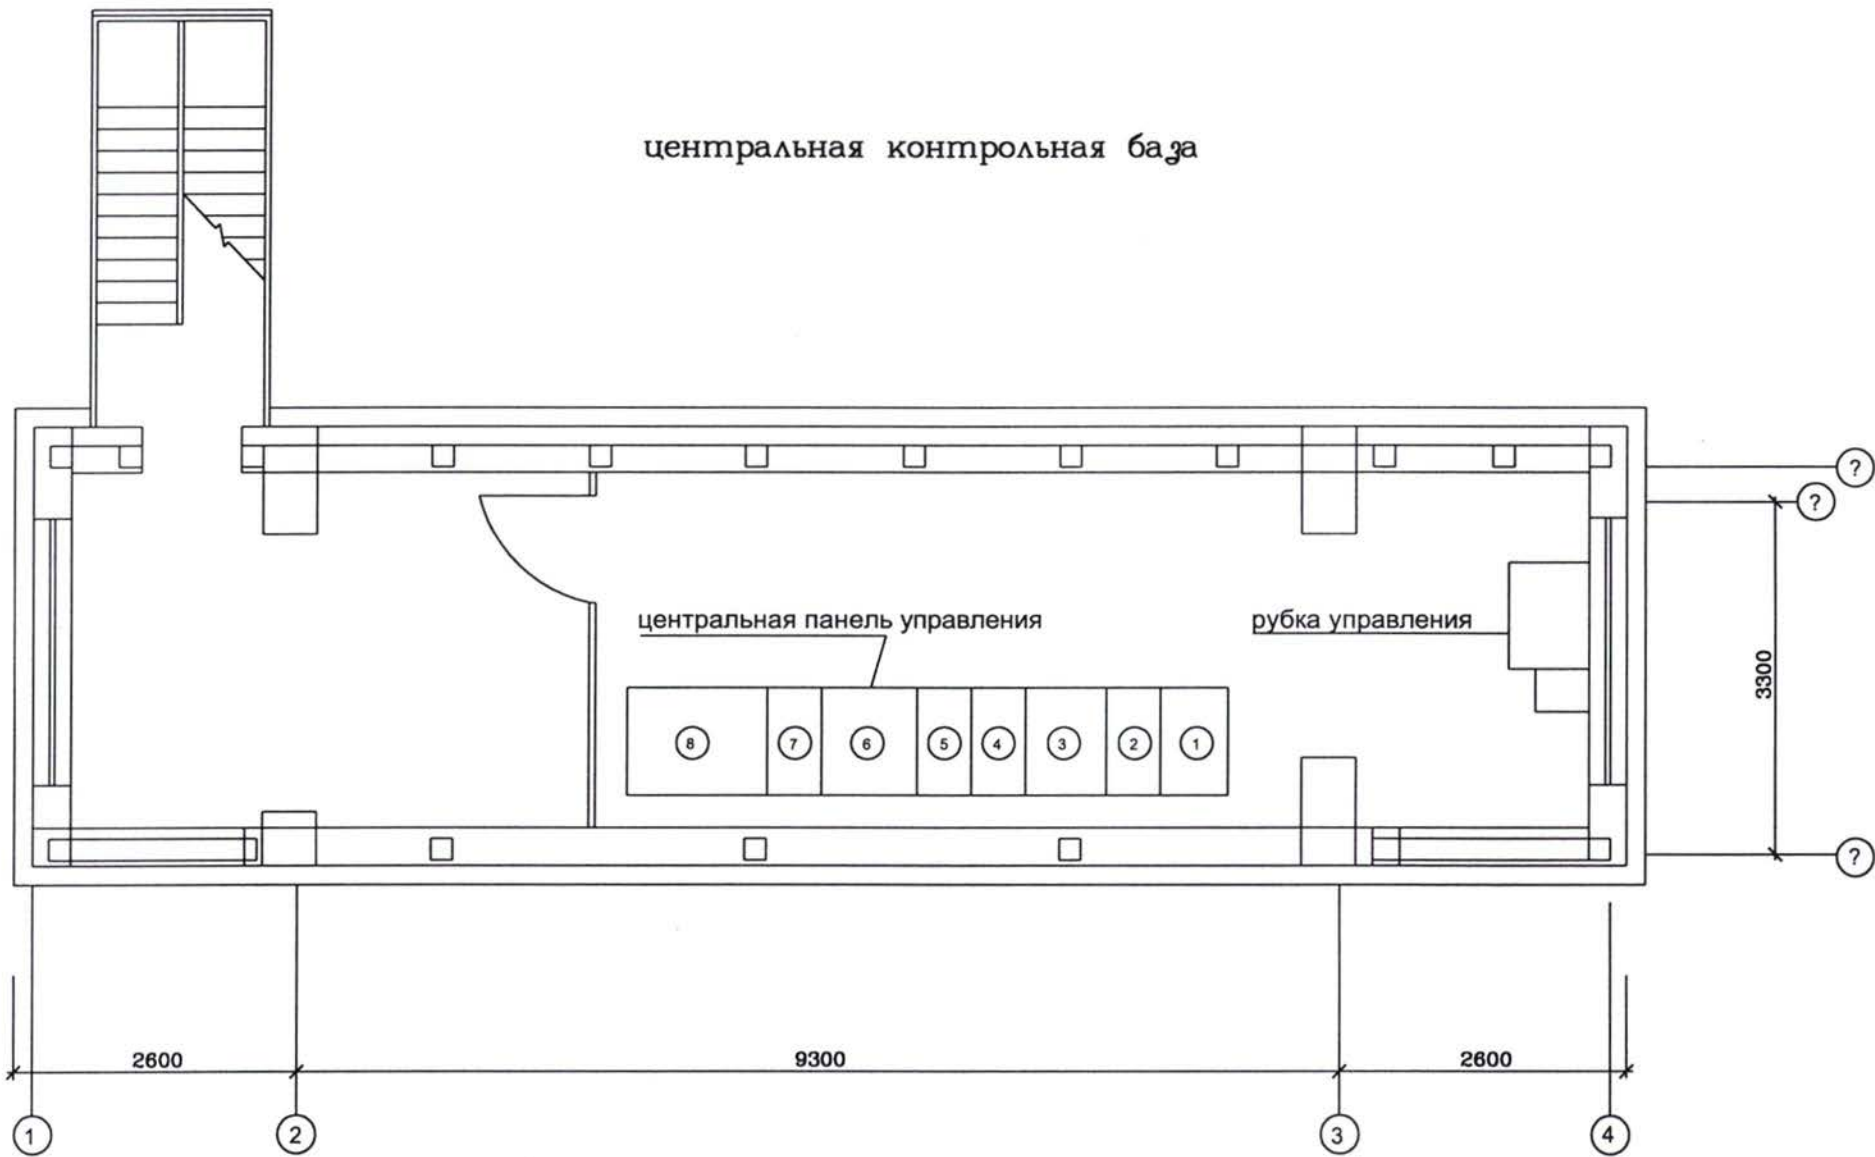 центральная контрольная база
?
?
центральная панель управления
рубка управления
3300
8 7 6 5 4 3 2 1
?
2600 9300 2600
1 2 3 4